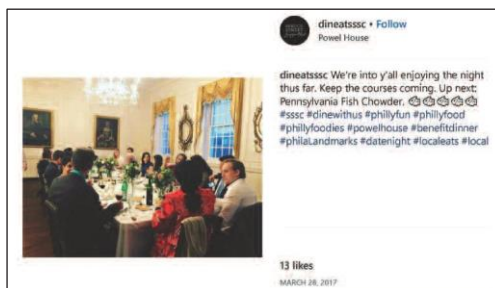 dineatsssc • Follow
Powel House
dineatsssc We're into y'all enjoying the night
thus far. Keep the courses coming. Up next:
Pennsylvania Fish Chowder. 🐡🐡🐡🐡🐡
#sssc #dinewithus #phillyfun #phillyfood
#phillyfoodies #powelhouse #benefitdinner
#philaLandmarks #datenight #localeats #local
13 likes
MARCH 28, 2017